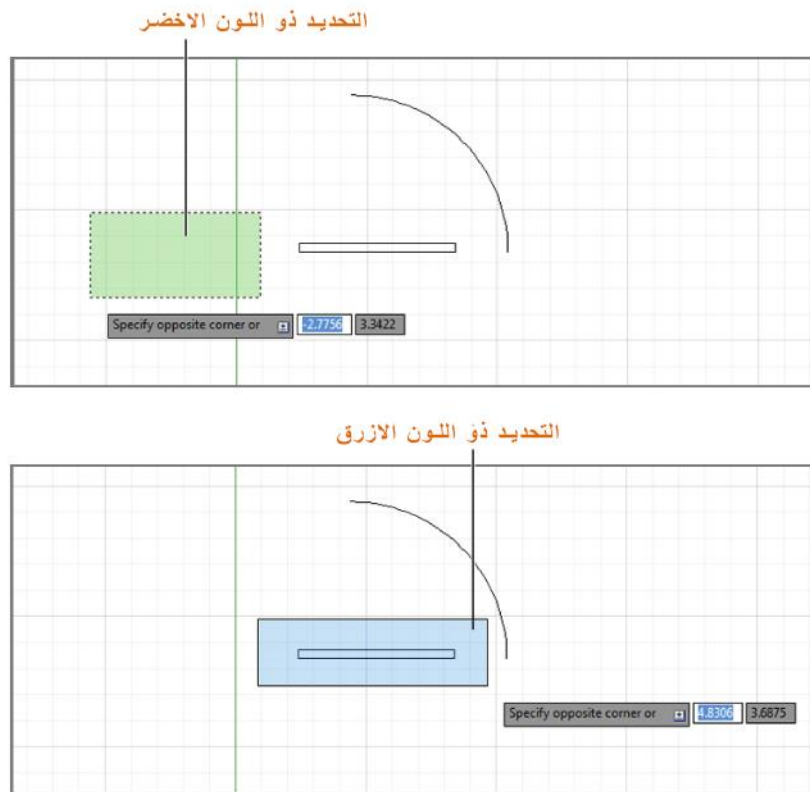 التحديد ذو اللون الاخضر
Specify opposite corner or -2.7756 3.3422
التحديد ذو اللون الازرق
Specify opposite corner or 4.8306 3.6875